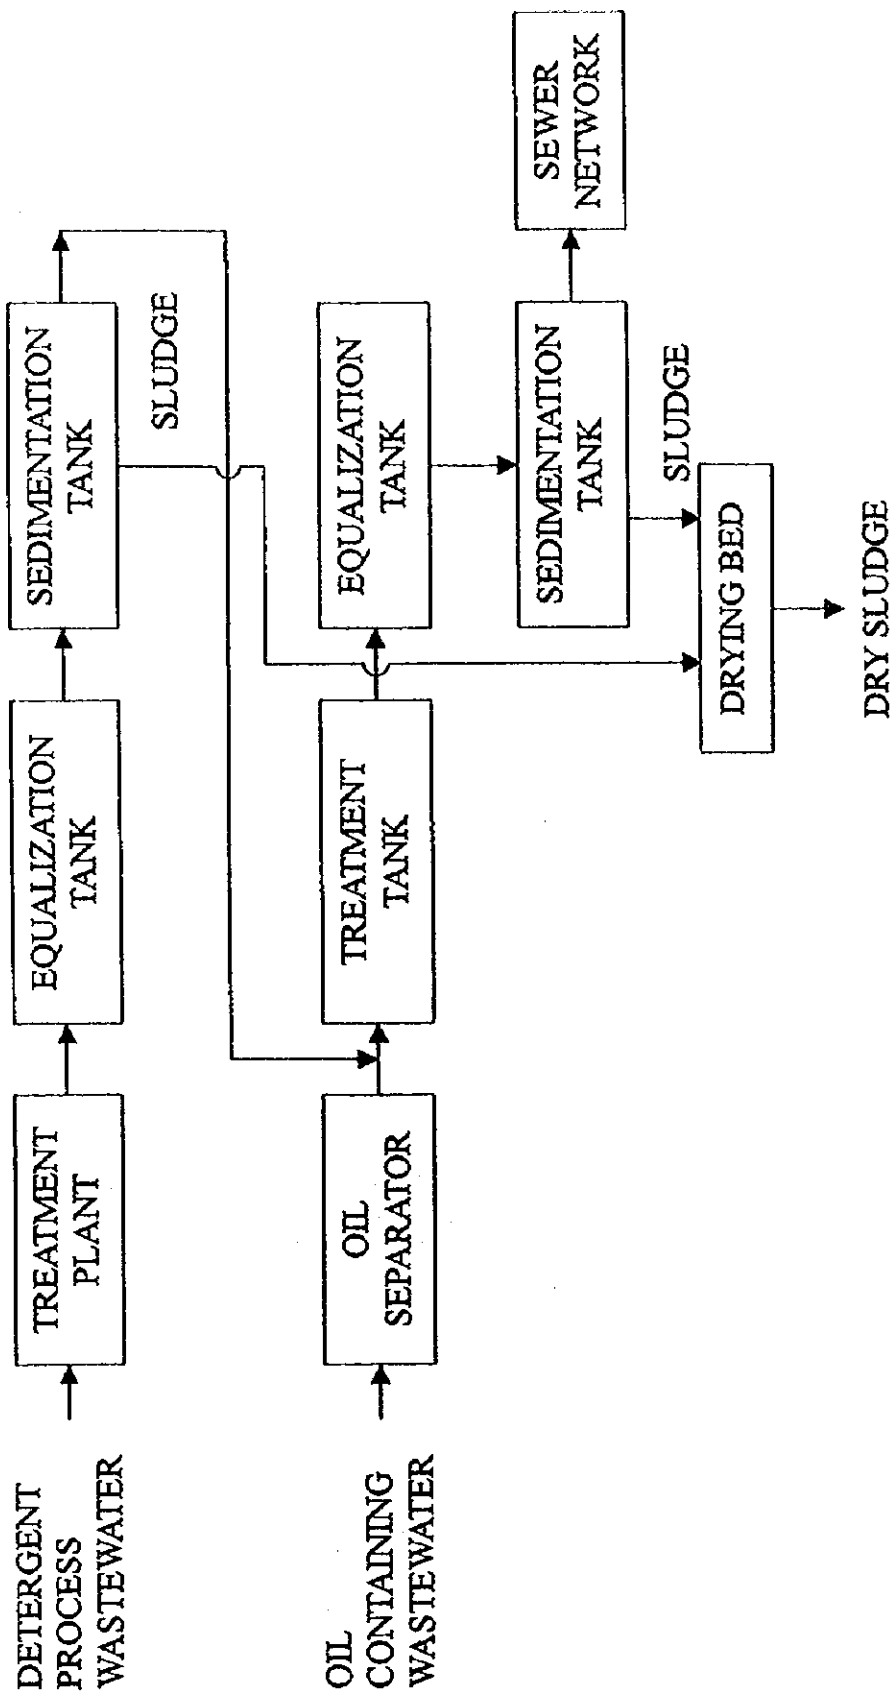 DETERGENT
PROCESS
WASTEWATER
TREATMENT
PLANT
EQUALIZATION
TANK
SEDIMENTATION
TANK
SLUDGE
OIL
CONTAINING
WASTEWATER
OIL
SEPARATOR
TREATMENT
TANK
EQUALIZATION
TANK
SEDIMENTATION
TANK
SEWER
NETWORK
SLUDGE
DRYING BED
DRY SLUDGE